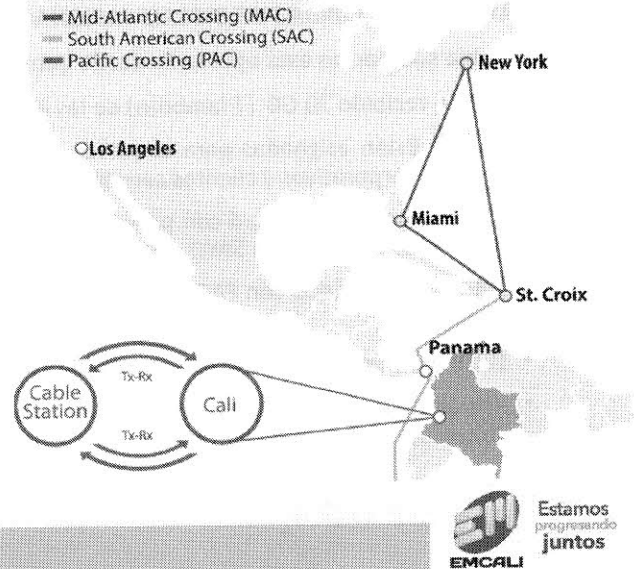 Mid-Atlantic Crossing (MAC)
South American Crossing (SAC)
Pacific Crossing (PAC)
New York
Los Angeles
Miami
St. Croix
Panama
Cable
Station
Tx-Rx
Cali
Tx-Rx
EMCALI
Estamos
progresando
juntos